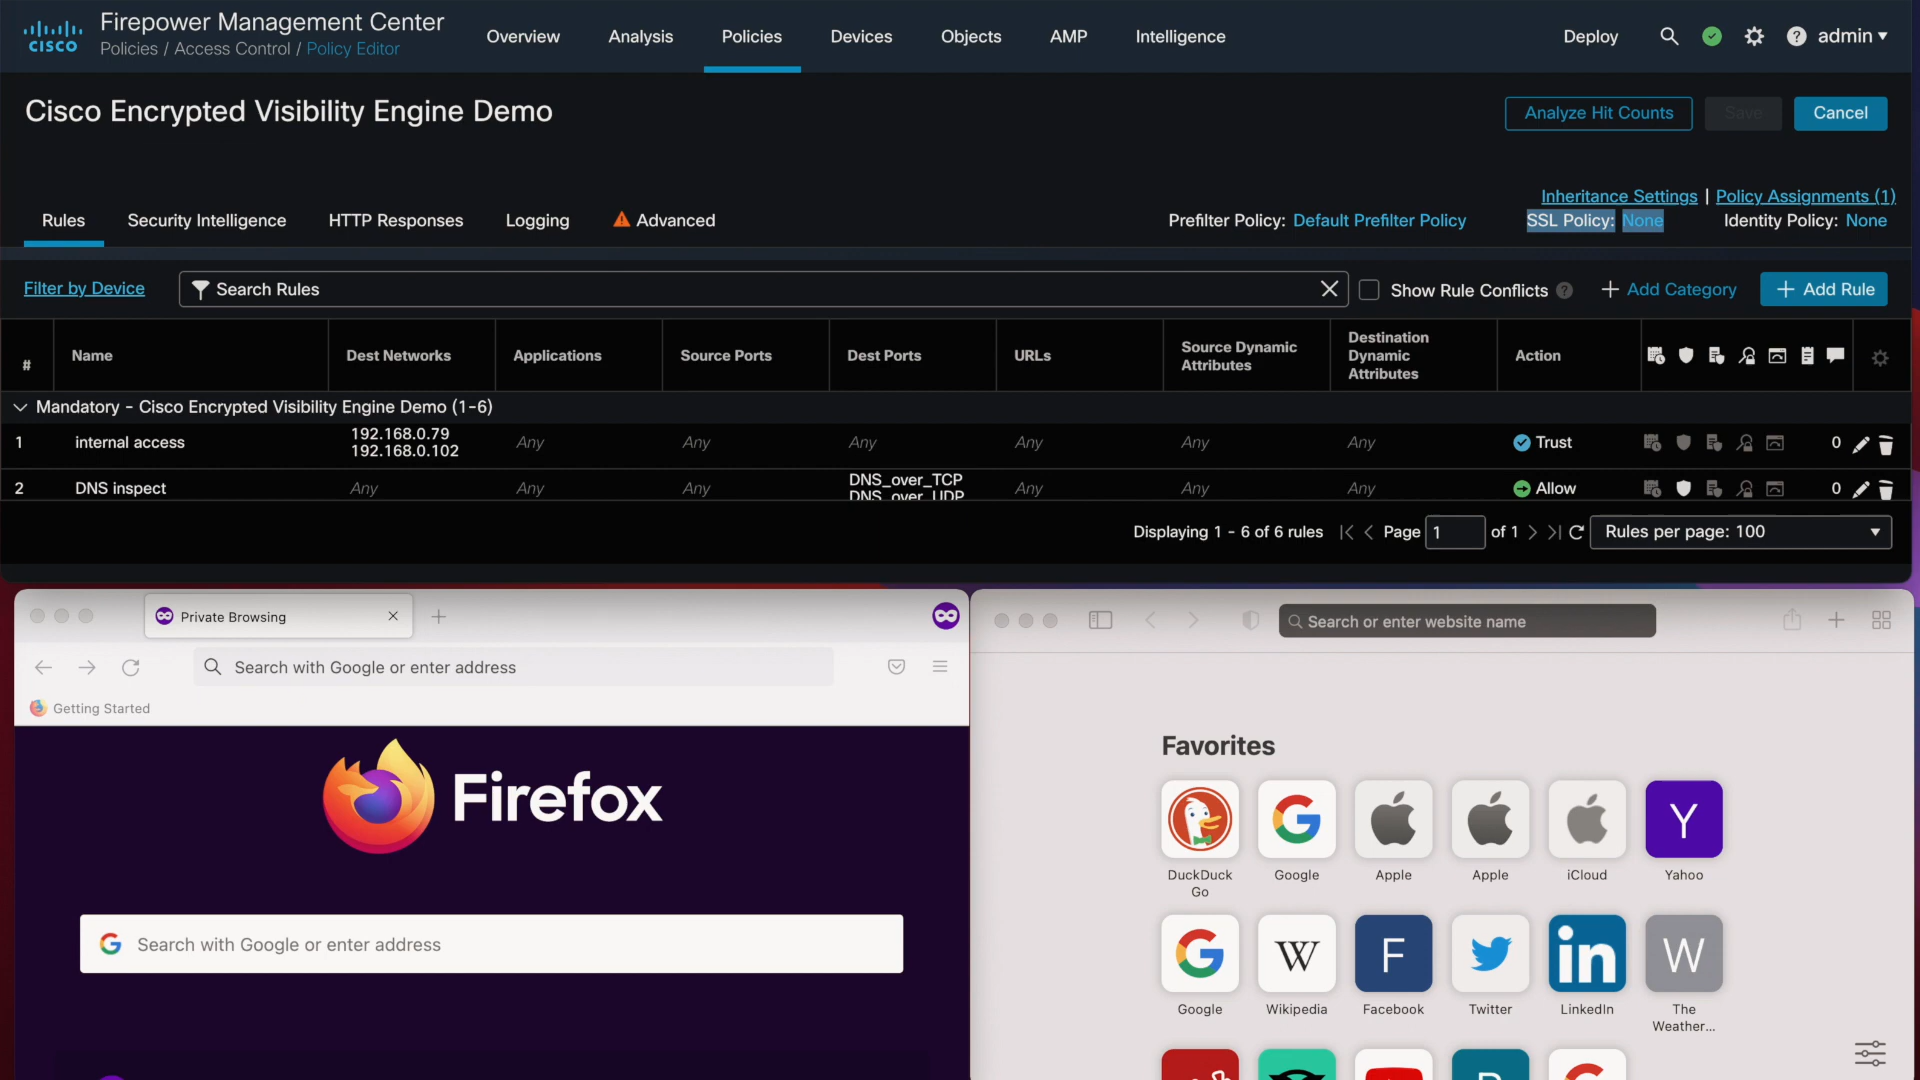 Firepower Management Center
Policies / Access Control / Policy Editor
CISCO
Overview Analysis Policies Devices Objects AMP Intelligence
Deploy admin
Cisco Encrypted Visibility Engine Demo
Analyze Hit Counts Save Cancel
Inheritance Settings | Policy Assignments (1)
Rules Security Intelligence HTTP Responses Logging Advanced
Prefilter Policy: Default Prefilter Policy SSL Policy: None Identity Policy: None
Filter by Device Search Rules Show Rule Conflicts Add Category Add Rule
# Name Dest Networks Applications Source Ports Dest Ports URLs Source Dynamic Attributes Destination Dynamic Attributes Action
Mandatory - Cisco Encrypted Visibility Engine Demo (1-6)
1 internal access 192.168.0.79 192.168.0.102 Any Any Any Any Any Any Trust 0
2 DNS inspect Any Any Any DNS_over_TCP DNS_over_UDP Any Any Any Allow 0
Displaying 1 - 6 of 6 rules Page 1 of 1 Rules per page: 100
Private Browsing
Search with Google or enter address
Getting Started
Firefox
Search with Google or enter address
Search or enter website name
Favorites
DuckDuck Go
Google
Apple
Apple
iCloud
Y
Yahoo
Google
W
Wikipedia
F
Facebook
Twitter
in
LinkedIn
W
The Weather...